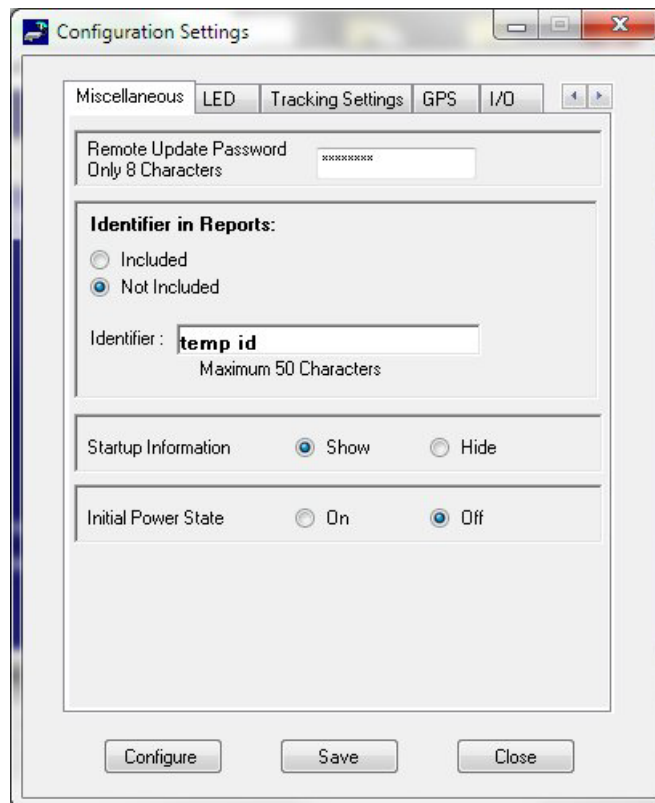 Configuration Settings
Miscellaneous LED Tracking Settings GPS I/O
Remote Update Password
Only 8 Characters
××××××××
Identifier in Reports:
Included
Not Included
Identifier : temp id
Maximum 50 Characters
Startup Information Show Hide
Initial Power State On Off
Configure Save Close